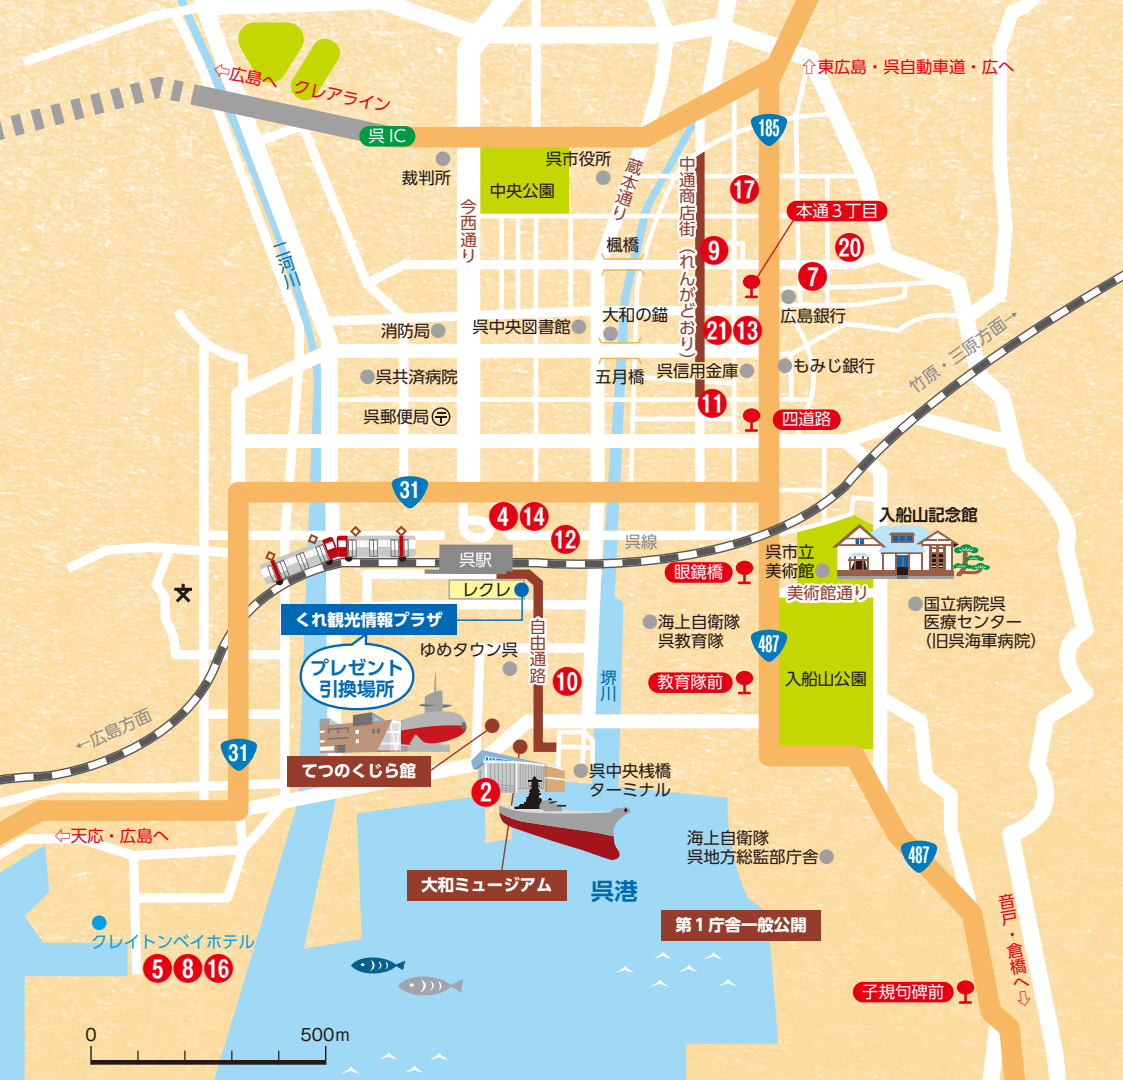 ⇦広島へ クレアライン
⇧東広島・呉自動車道・広へ
呉 IC
185
裁判所
中央公園
呉市役所
蔵本通り
中通商店街（れんがどおり）
17
本通３丁目
今西通り
二河川
楓橋
9
20
7
消防局
呉中央図書館
大和の錨
21
13
広島銀行
呉共済病院
五月橋
呉信用金庫
もみじ銀行
竹原・三原方面→
呉郵便局
〒
11
四道路
31
4
14
12
呉線
入船山記念館
呉駅
眼鏡橋
呉市立
美術館
美術館通り
レクレ
くれ観光情報プラザ
自由通路
海上自衛隊
呉教育隊
国立病院呉
医療センター
（旧呉海軍病院）
487
プレゼント
引換場所
ゆめタウン呉
10
堺川
教育隊前
入船山公園
←広島方面
31
てつのくじら館
2
呉中央桟橋
ターミナル
⇦天応・広島へ
大和ミュージアム
呉港
海上自衛隊
呉地方総監部庁舎
487
第１庁舎一般公開
音戸・倉橋へ⇨
クレイトンベイホテル
5
8
16
子規句碑前
0
500m